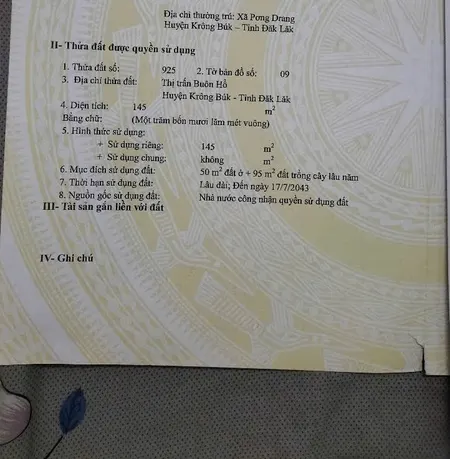 Địa chỉ thường trú: Xã Pơng Drang
Huyện Krông Búk – Tỉnh Đăk Lăk
II- Thửa đất được quyền sử dụng
1. Thửa đất số: 925 2. Tờ bản đồ số: 09
3. Địa chỉ thửa đất: Thị trấn Buôn Hồ
Huyện Krông Búk - Tỉnh Đăk Lăk
4. Diện tích: 145 m²
Bằng chữ: (Một trăm bốn mươi lăm mét vuông)
5. Hình thức sử dụng:
+ Sử dụng riêng: 145 m²
+ Sử dụng chung: không m²
6. Mục đích sử dụng đất: 50 m² đất ở + 95 m² đất trồng cây lâu năm
7. Thời hạn sử dụng đất: Lâu dài; Đến ngày 17/7/2043
8. Nguồn gốc sử dụng đất: Nhà nước công nhận quyền sử dụng đất
III- Tài sản gắn liền với đất
IV- Ghi chú